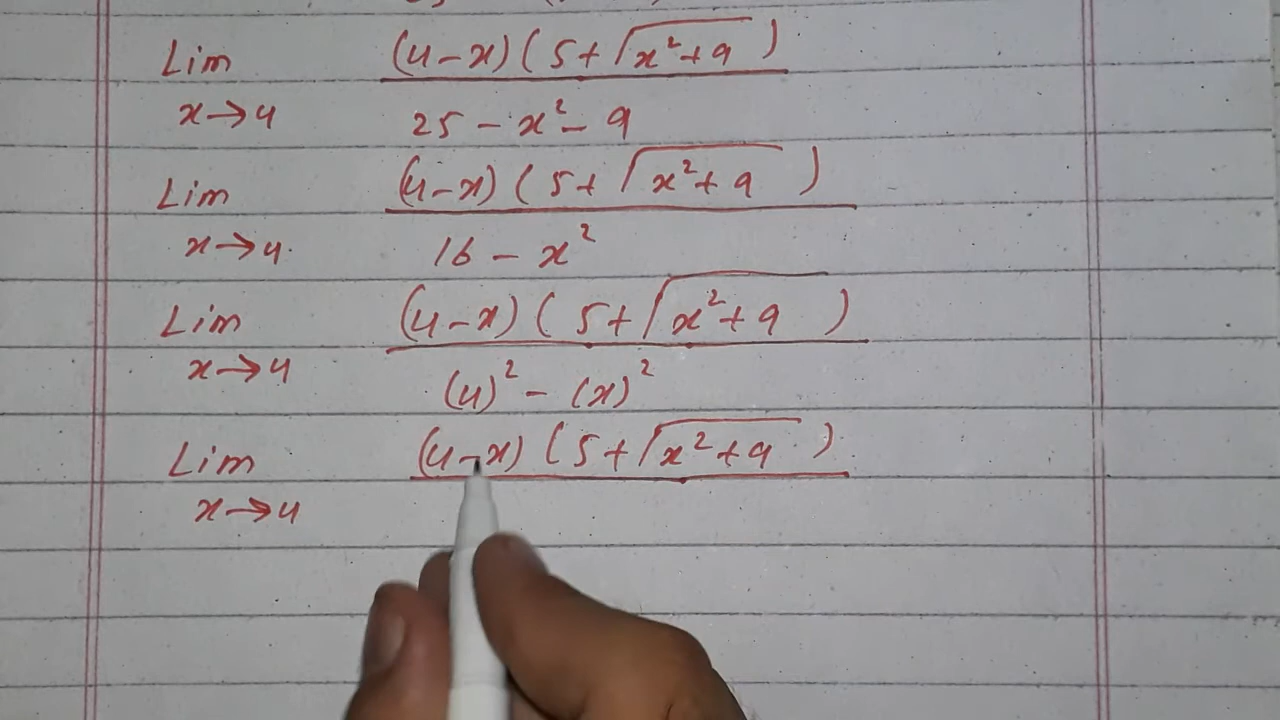 Lim (4-x)(5+√x²+9)
x→4 25-x²-9
Lim (4-x)(5+√x²+9)
x→4 16-x²
Lim (4-x)(5+√x²+9)
x→4 (4)²-(x)²
Lim (4-x)(5+√x²+9)
x→4